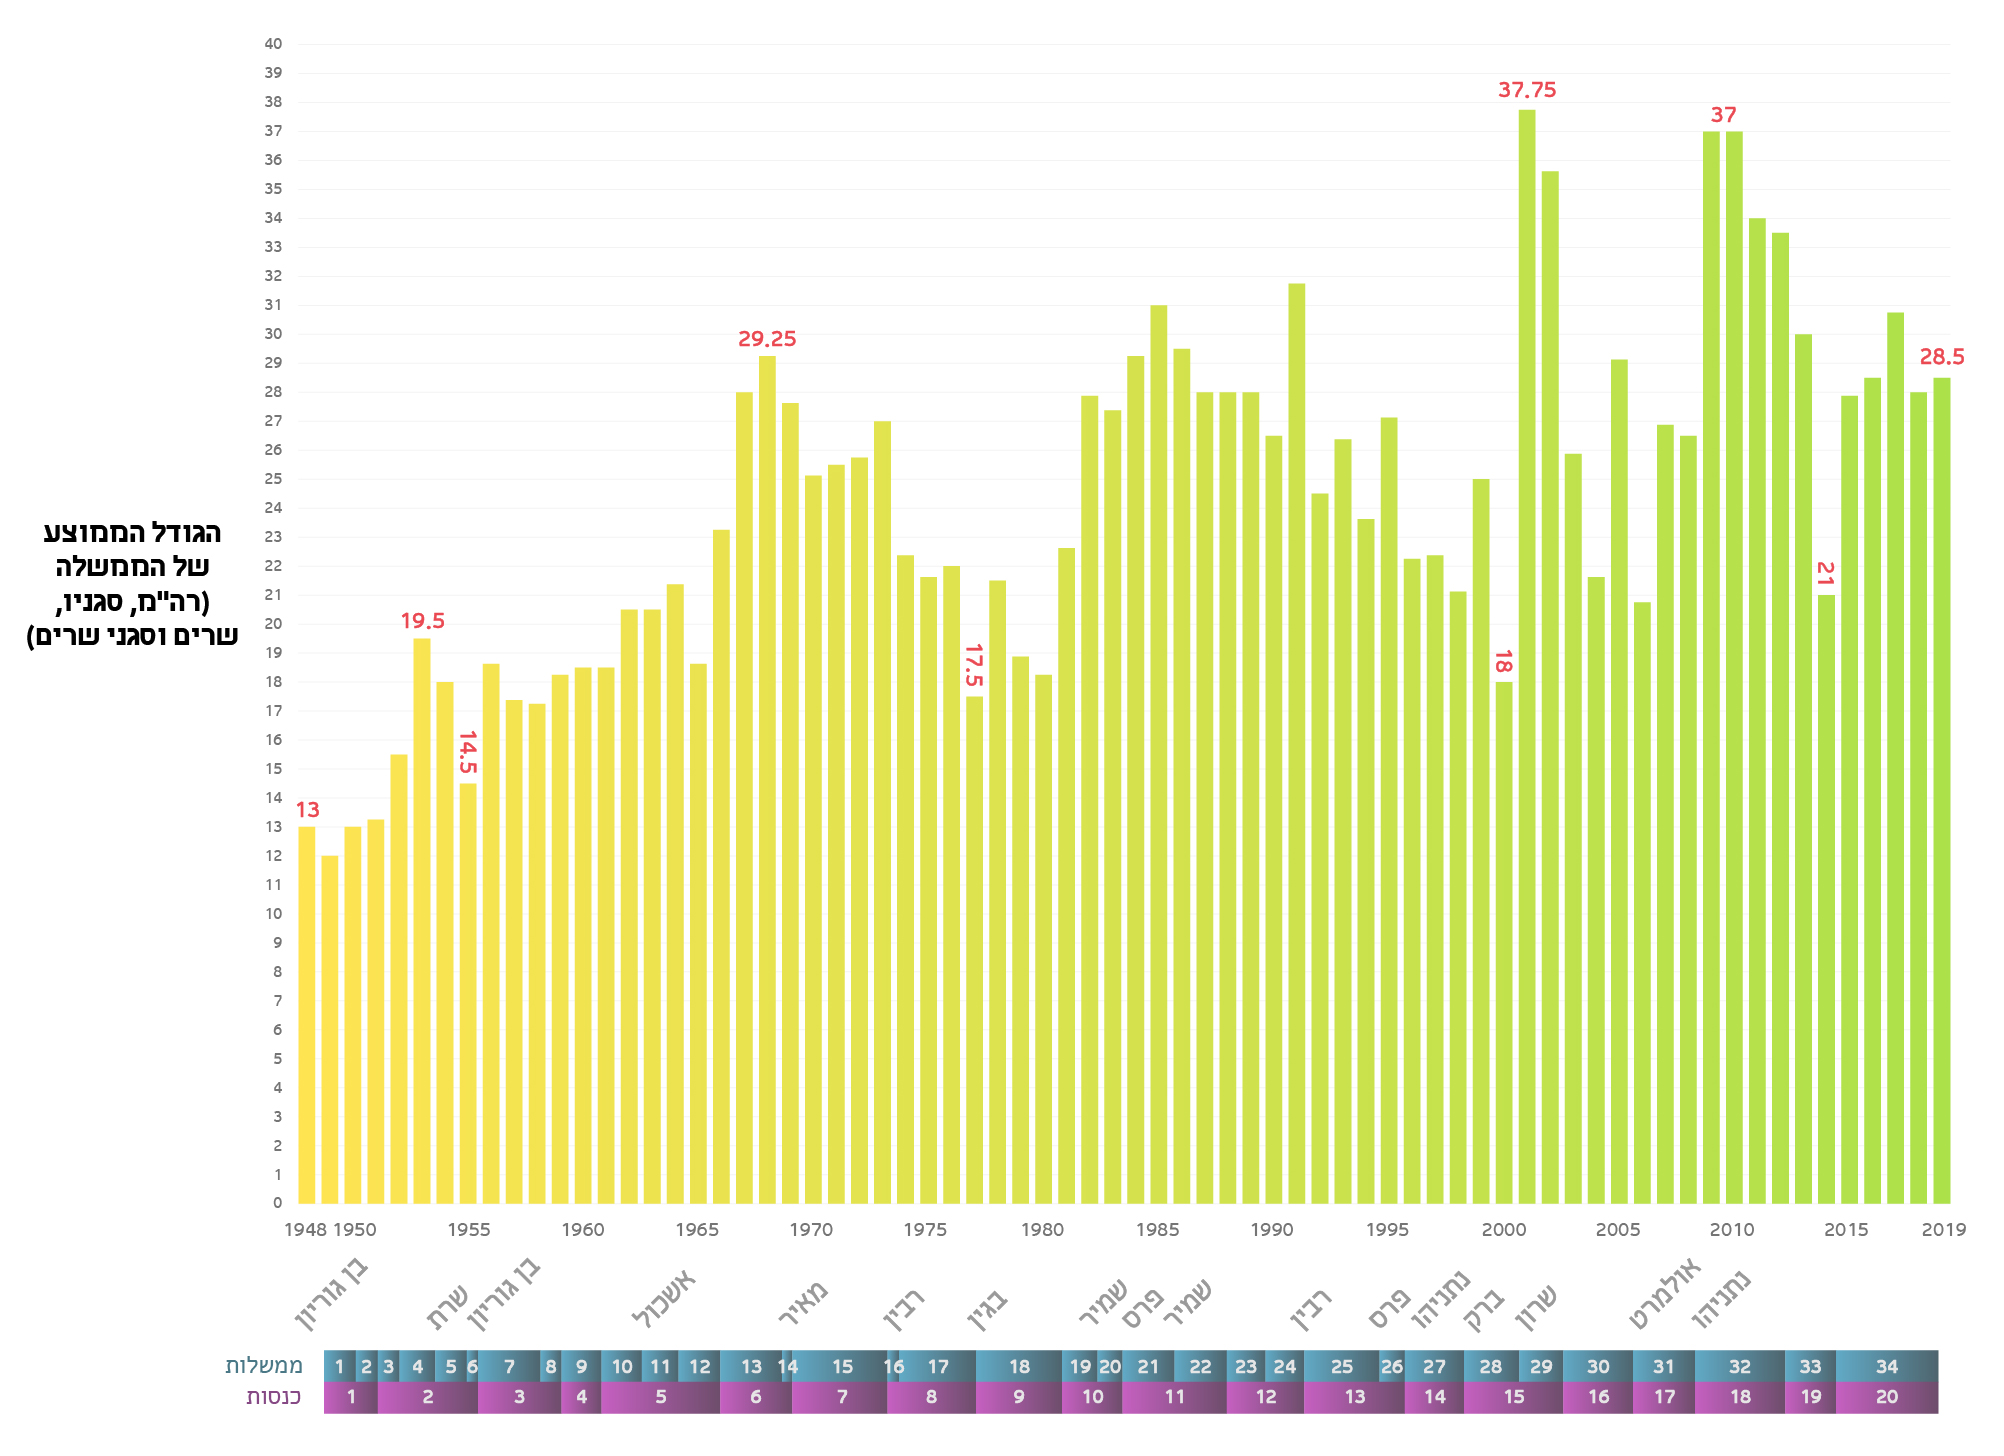 40
39
38
37
36
35
34
33
32
31
30
29
28
27
26
25
24
23
22
21
20
19
18
17
16
15
14
13
12
11
10
9
8
7
6
5
4
3
2
1
0
הגודל הממוצע
של הממשלה
(רה"מ, סגניו,
שרים וסגני שרים)
13
19.5
14.5
29.25
17.5
18
37.75
37
21
28.5
1948 1950 1955 1960 1965 1970 1975 1980 1985 1990 1995 2000 2005 2010 2015 2019
בן גוריון
שרת
בן גוריון
אשכול
מאיר
רבין
בגין
שמיר
פרס
שמיר
רבין
פרס
נתניהו
ברק
שרון
אולמרט
נתניהו
ממשלות 1 2 3 4 5 6 7 8 9 10 11 12 13 14 15 16 17 18 19 20 21 22 23 24 25 26 27 28 29 30 31 32 33 34
כנסות 1 2 3 4 5 6 7 8 9 10 11 12 13 14 15 16 17 18 19 20